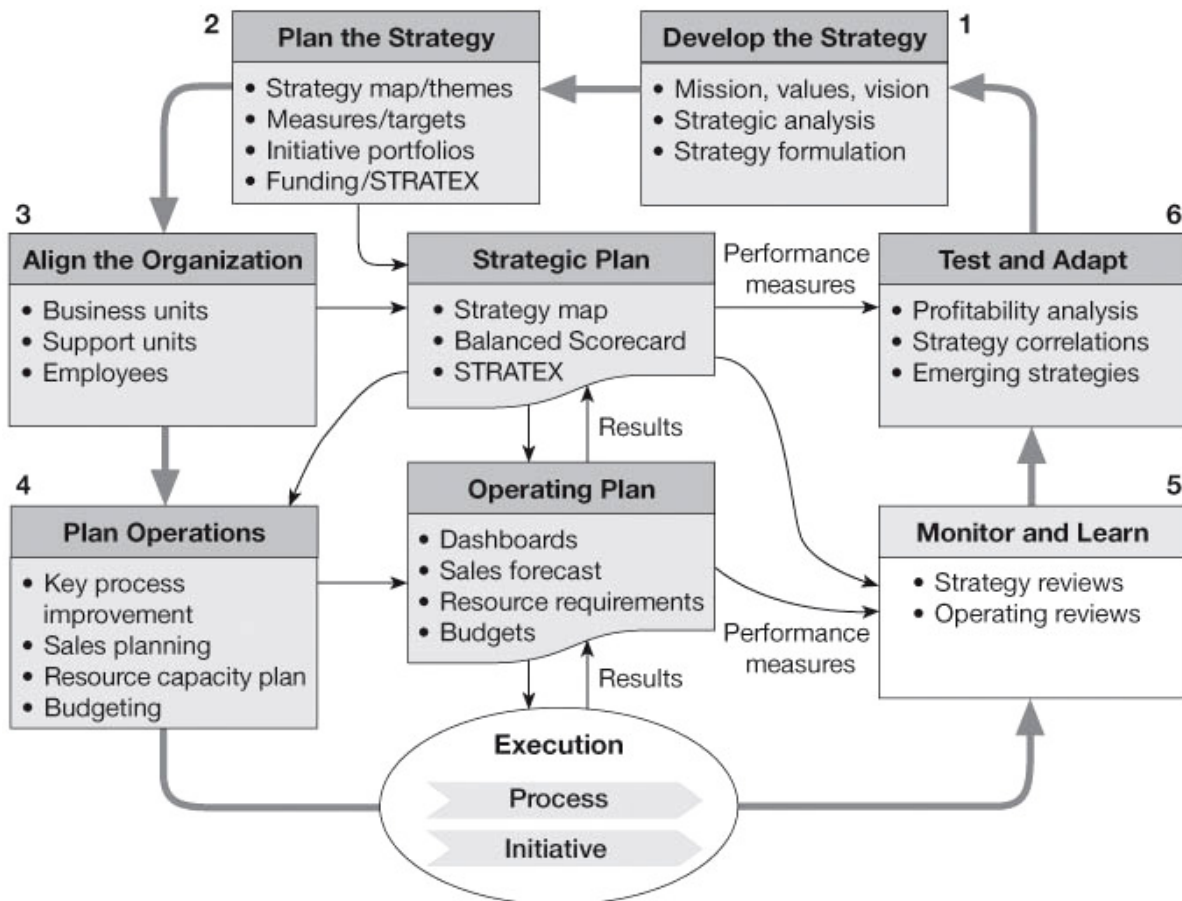 2
Plan the Strategy
• Strategy map/themes
• Measures/targets
• Initiative portfolios
• Funding/STRATEX
1
Develop the Strategy
• Mission, values, vision
• Strategic analysis
• Strategy formulation
3
Align the Organization
• Business units
• Support units
• Employees
Strategic Plan
• Strategy map
• Balanced Scorecard
• STRATEX
Performance
measures
6
Test and Adapt
• Profitability analysis
• Strategy correlations
• Emerging strategies
Results
4
Plan Operations
• Key process
improvement
• Sales planning
• Resource capacity plan
• Budgeting
Operating Plan
• Dashboards
• Sales forecast
• Resource requirements
• Budgets
Performance
measures
5
Monitor and Learn
• Strategy reviews
• Operating reviews
Results
Execution
Process
Initiative